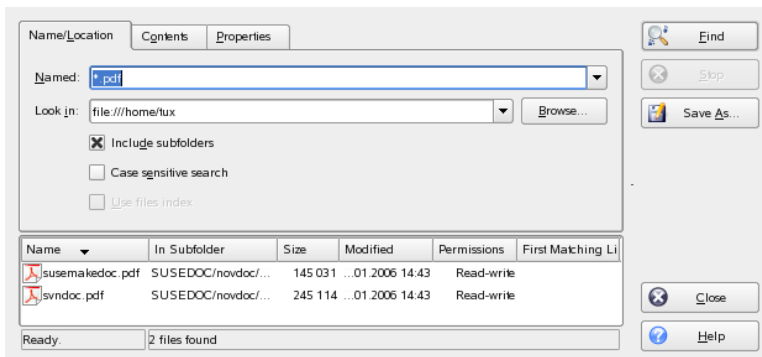 Name/Location Contents Properties
Find
Named: *.pdf
Stop
Look in: file:///home/tux Browse...
Save As...
Include subfolders
Case sensitive search
Use files index
Name In Subfolder Size Modified Permissions First Matching Li
susemakedoc.pdf SUSEDOC/novdoc/... 145 031 ...01.2006 14:43 Read-write
svndoc.pdf SUSEDOC/novdoc/... 245 114 ...01.2006 14:43 Read-write
Close
Ready. 2 files found
Help